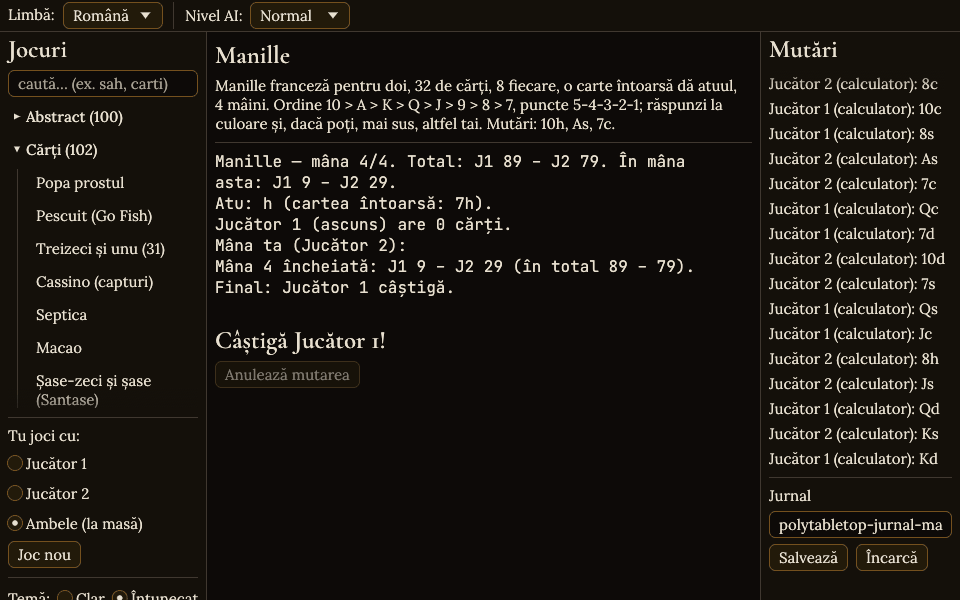 Limbă: Română ▼ Nivel AI: Normal ▼
Jocuri
caută... (ex. sah, carti)
▸ Abstract (100)
▾ Cărți (102)
Popa prostul
Pescuit (Go Fish)
Treizeci și unu (31)
Cassino (capturi)
Septica
Macao
Șase-zeci și șase
(Santase)
Tu joci cu:
Jucător 1
Jucător 2
Ambele (la masă)
Joc nou
Temă: Clar Întunecat
Manille
Manille franceză pentru doi, 32 de cărți, 8 fiecare, o carte întoarsă dă atuul,
4 mâini. Ordine 10 > A > K > Q > J > 9 > 8 > 7, puncte 5-4-3-2-1; răspunzi la
culoare și, dacă poți, mai sus, altfel tai. Mutări: 10h, As, 7c.
Manille — mâna 4/4. Total: J1 89 – J2 79. În mâna
asta: J1 9 – J2 29.
Atu: h (cartea întoarsă: 7h).
Jucător 1 (ascuns) are 0 cărți.
Mâna ta (Jucător 2):
Mâna 4 încheiată: J1 9 – J2 29 (în total 89 – 79).
Final: Jucător 1 câștigă.
Câștigă Jucător 1!
Anulează mutarea
Mutări
Jucător 2 (calculator): 8c
Jucător 1 (calculator): 10c
Jucător 1 (calculator): 8s
Jucător 2 (calculator): As
Jucător 2 (calculator): 7c
Jucător 1 (calculator): Qc
Jucător 1 (calculator): 7d
Jucător 2 (calculator): 10d
Jucător 2 (calculator): 7s
Jucător 1 (calculator): Qs
Jucător 1 (calculator): Jc
Jucător 2 (calculator): 8h
Jucător 2 (calculator): Js
Jucător 1 (calculator): Qd
Jucător 2 (calculator): Ks
Jucător 1 (calculator): Kd
Jurnal
polytabletop-jurnal-ma
Salvează Încarcă